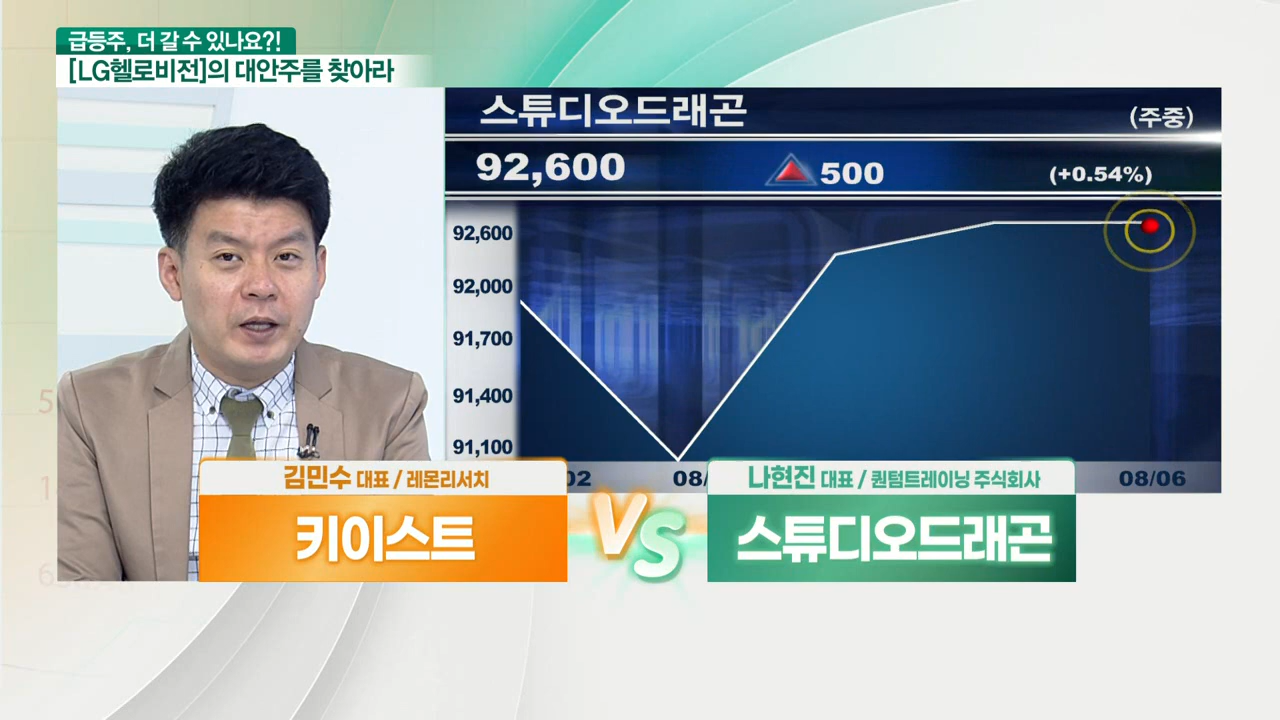 급등주, 더 갈 수 있나요?!
[LG헬로비전]의 대안주를 찾아라
스튜디오드래곤
(주중)
92,600
500
(+0.54%)
92,600
92,000
91,700
91,400
91,100
02
08/
08/06
김민수 대표 / 레몬리서치
키이스트
VS
나현진 대표 / 퀀텀트레이닝 주식회사
스튜디오드래곤